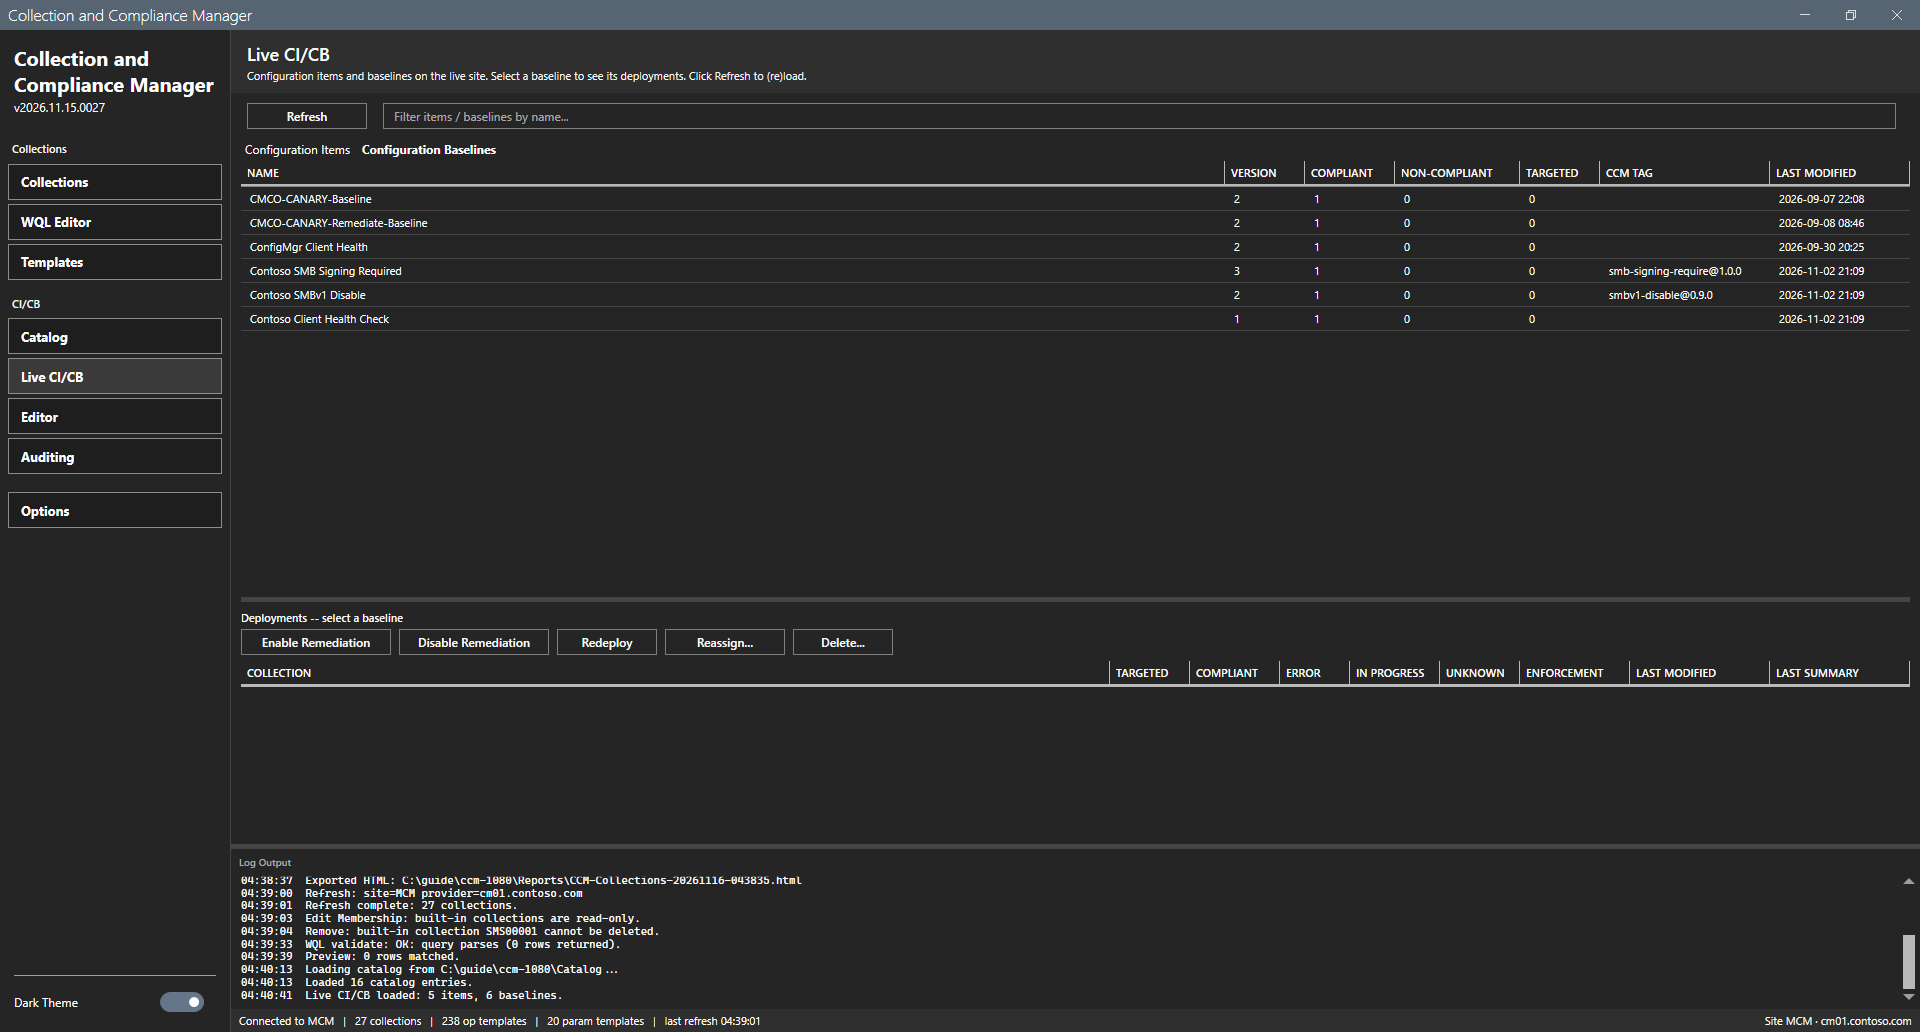 Collection and Compliance Manager
Collection and
Compliance Manager
v2026.11.15.0027
Collections
Collections
WQL Editor
Templates
CI/CB
Catalog
Live CI/CB
Editor
Auditing
Options
Dark Theme
Live CI/CB
Configuration items and baselines on the live site. Select a baseline to see its deployments. Click Refresh to (re)load.
Refresh
Filter items / baselines by name...
Configuration Items Configuration Baselines
NAME VERSION COMPLIANT NON-COMPLIANT TARGETED CCM TAG LAST MODIFIED
CMCO-CANARY-Baseline 2 1 0 0 2026-09-07 22:08
CMCO-CANARY-Remediate-Baseline 2 1 0 0 2026-09-08 08:46
ConfigMgr Client Health 2 1 0 0 2026-09-30 20:25
Contoso SMB Signing Required 3 1 0 0 smb-signing-require@1.0.0 2026-11-02 21:09
Contoso SMBv1 Disable 2 1 0 0 smbv1-disable@0.9.0 2026-11-02 21:09
Contoso Client Health Check 1 1 0 0 2026-11-02 21:09
Deployments -- select a baseline
Enable Remediation Disable Remediation Redeploy Reassign... Delete...
COLLECTION TARGETED COMPLIANT ERROR IN PROGRESS UNKNOWN ENFORCEMENT LAST MODIFIED LAST SUMMARY
Log Output
04:38:37 Exported HTML: C:\guide\ccm-1080\Reports\CCM-Collections-20261116-043835.html
04:39:00 Refresh: site=MCM provider=cm01.contoso.com
04:39:01 Refresh complete: 27 collections.
04:39:03 Edit Membership: built-in collections are read-only.
04:39:04 Remove: built-in collection SMS00001 cannot be deleted.
04:39:33 WQL validate: OK: query parses (0 rows returned).
04:39:39 Preview: 0 rows matched.
04:40:13 Loading catalog from C:\guide\ccm-1080\Catalog ...
04:40:13 Loaded 16 catalog entries.
04:40:41 Live CI/CB loaded: 5 items, 6 baselines.
Connected to MCM | 27 collections | 238 op templates | 20 param templates | last refresh 04:39:01
Site MCM · cm01.contoso.com